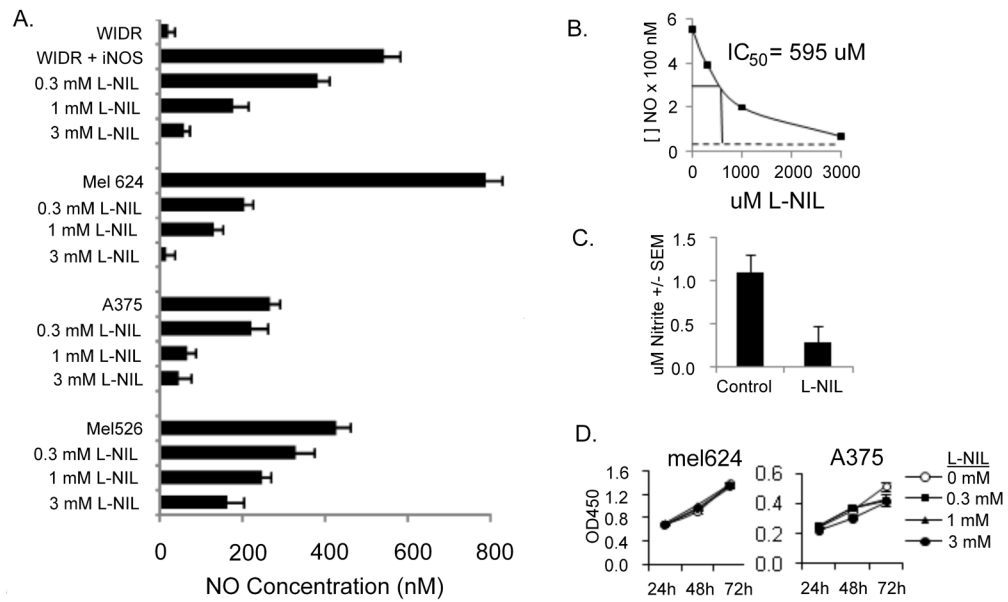 A.
WIDR
WIDR + iNOS
0.3 mM L-NIL
1 mM L-NIL
3 mM L-NIL
Mel 624
0.3 mM L-NIL
1 mM L-NIL
3 mM L-NIL
A375
0.3 mM L-NIL
1 mM L-NIL
3 mM L-NIL
Mel526
0.3 mM L-NIL
1 mM L-NIL
3 mM L-NIL
0 200 400 600 800
NO Concentration (nM)
B.
[ ] NO x 100 nM
6
4
2
0
IC50 = 595 uM
0 1000 2000 3000
uM L-NIL
C.
uM Nitrite +/- SEM
1.5
1.0
0.5
0.0
Control L-NIL
D.
OD450
mel624
1.6
1.2
0.8
0.4
0.0
24h 48h 72h
A375
0.6
0.4
0.2
0.0
24h 48h 72h
L-NIL
0 mM
0.3 mM
1 mM
3 mM